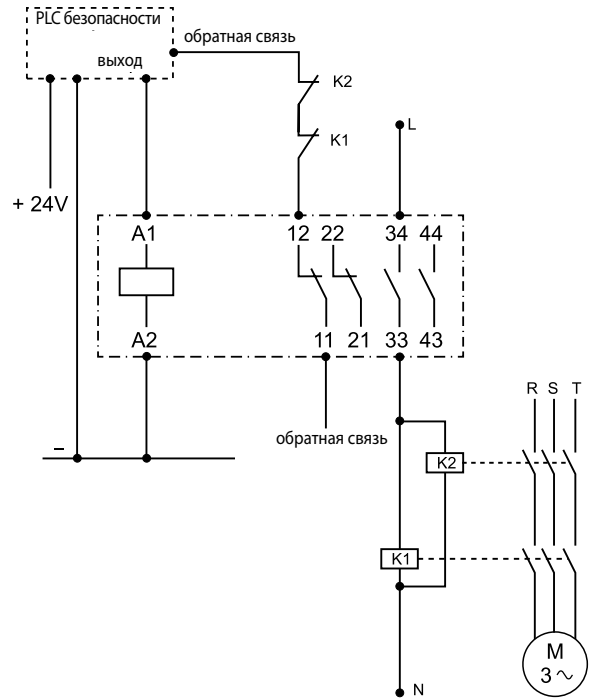 PLC безопасности
выход
обратная связь
K2
K1
L
+ 24V
A1
12 22
34 44
A2
11 21
33 43
–
обратная связь
R S T
K2
K1
M
3 ~
N